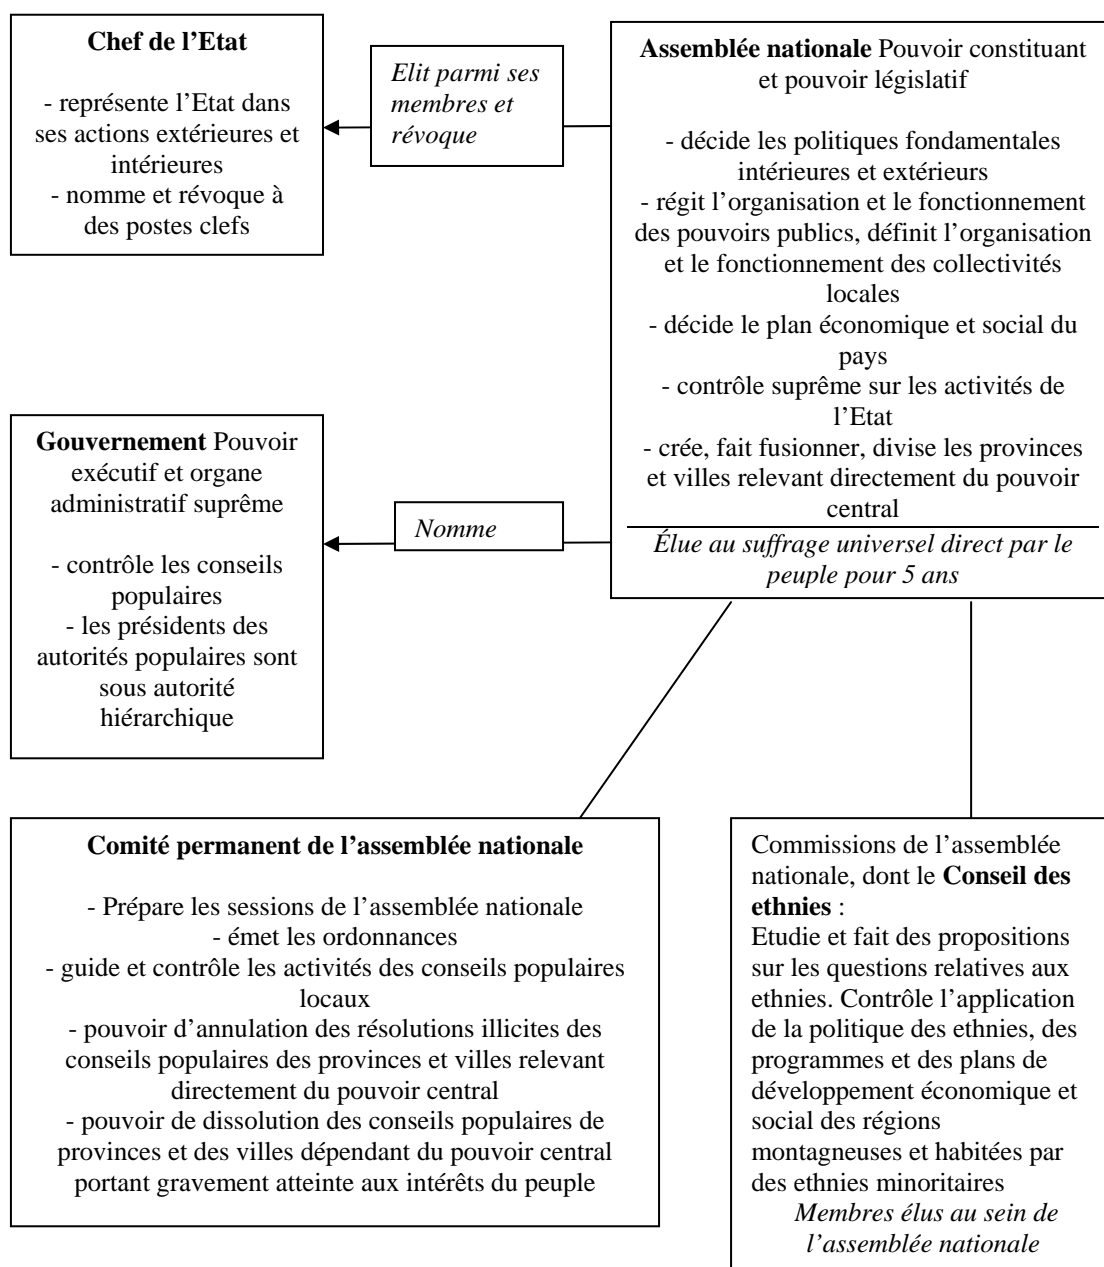 Chef de l’Etat
- représente l’Etat dans
ses actions extérieures et
intérieures
- nomme et révoque à
des postes clefs
Elit parmi ses
membres et
révoque
Assemblée nationale Pouvoir constituant
et pouvoir législatif
- décide les politiques fondamentales
intérieures et extérieurs
- régit l’organisation et le fonctionnement
des pouvoirs publics, définit l’organisation
et le fonctionnement des collectivités
locales
- décide le plan économique et social du
pays
- contrôle suprême sur les activités de
l’Etat
- crée, fait fusionner, divise les provinces
et villes relevant directement du pouvoir
central
Élue au suffrage universel direct par le
peuple pour 5 ans
Gouvernement Pouvoir
exécutif et organe
administratif suprême
- contrôle les conseils
populaires
- les présidents des
autorités populaires sont
sous autorité
hiérarchique
Nomme
Comité permanent de l’assemblée nationale
- Prépare les sessions de l’assemblée nationale
- émet les ordonnances
- guide et contrôle les activités des conseils populaires
locaux
- pouvoir d’annulation des résolutions illicites des
conseils populaires des provinces et villes relevant
directement du pouvoir central
- pouvoir de dissolution des conseils populaires de
provinces et des villes dépendant du pouvoir central
portant gravement atteinte aux intérêts du peuple
Commissions de l’assemblée
nationale, dont le Conseil des
ethnies :
Etudie et fait des propositions
sur les questions relatives aux
ethnies. Contrôle l’application
de la politique des ethnies, des
programmes et des plans de
développement économique et
social des régions
montagneuses et habitées par
des ethnies minoritaires
Membres élus au sein de
l’assemblée nationale